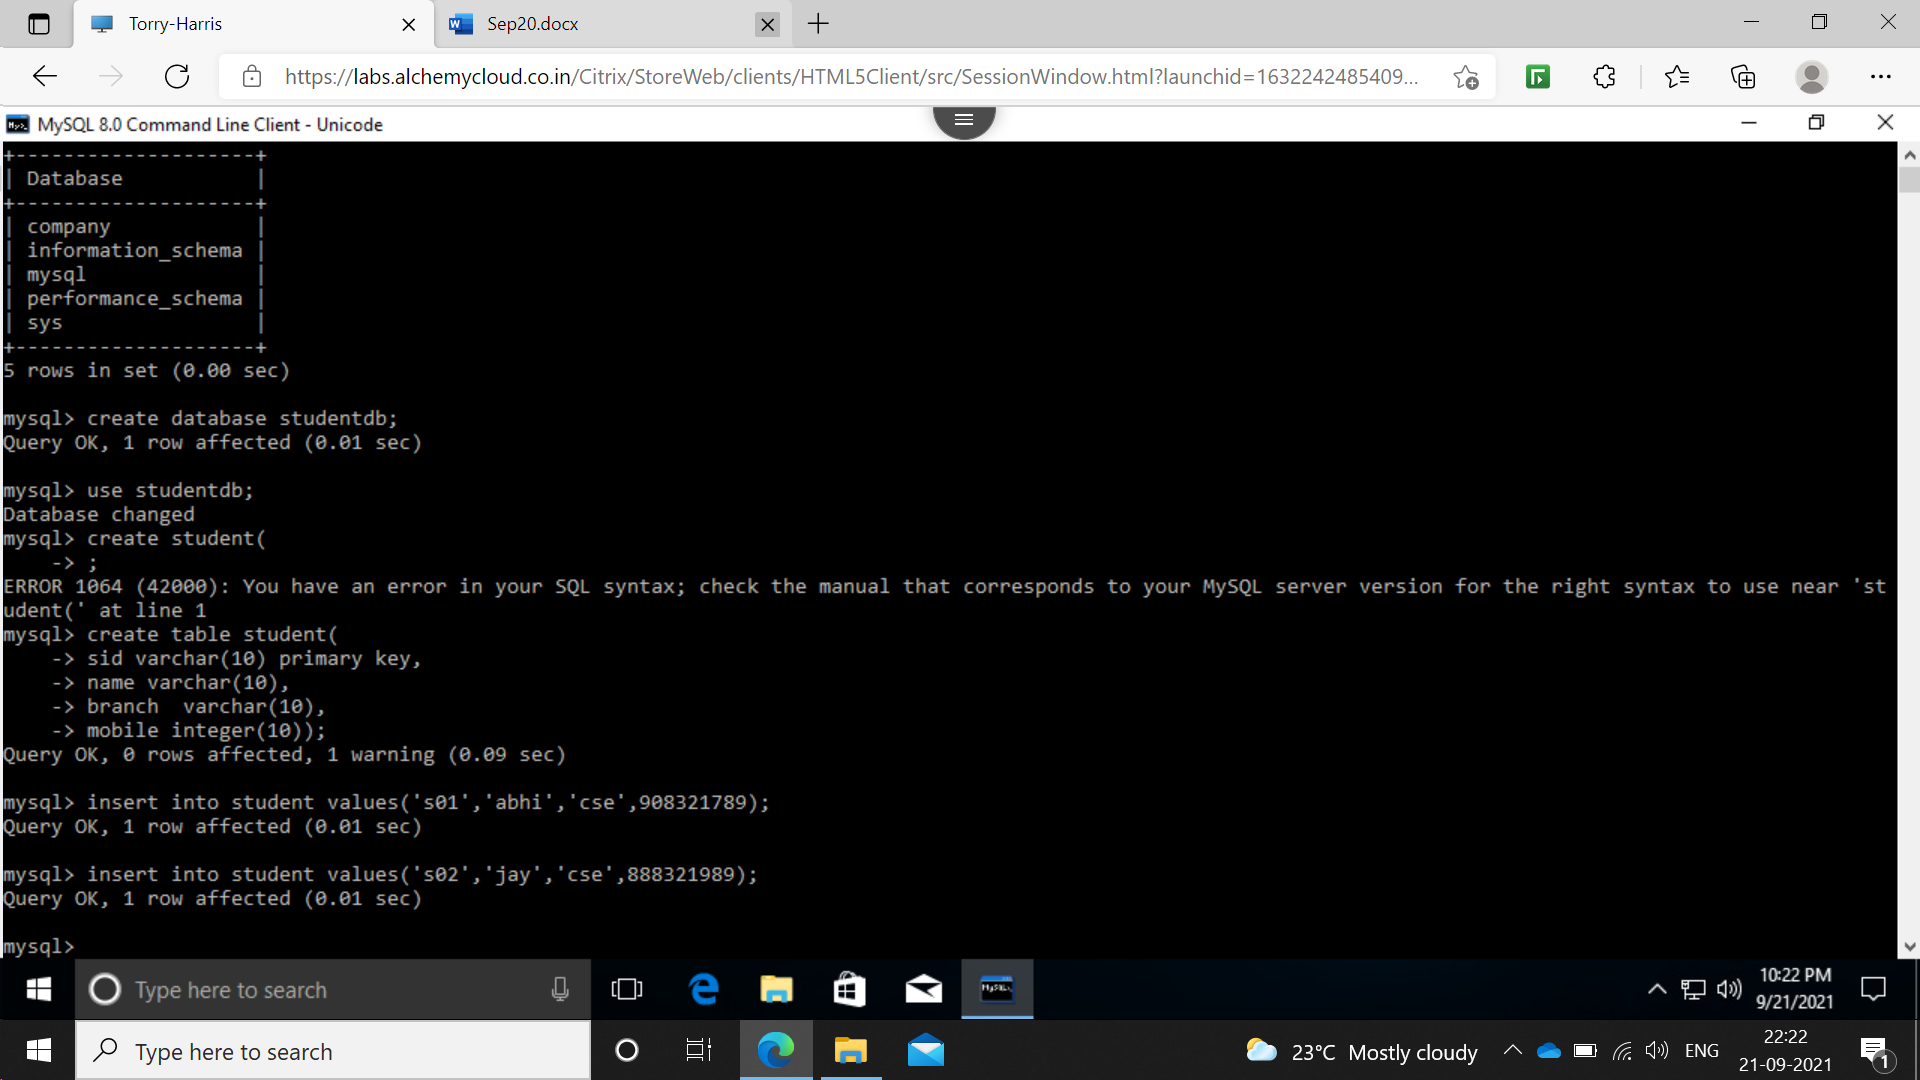 Torry-Harris
Sep20.docx
https://labs.alchemycloud.co.in/Citrix/StoreWeb/clients/HTML5Client/src/SessionWindow.html?launchid=1632242485409...
MySQL 8.0 Command Line Client - Unicode
+--------------------+
| Database           |
+--------------------+
| company            |
| information_schema |
| mysql              |
| performance_schema |
| sys                |
+--------------------+
5 rows in set (0.00 sec)
mysql> create database studentdb;
Query OK, 1 row affected (0.01 sec)
mysql> use studentdb;
Database changed
mysql> create student(
    -> ;
ERROR 1064 (42000): You have an error in your SQL syntax; check the manual that corresponds to your MySQL server version for the right syntax to use near 'st
udent(' at line 1
mysql> create table student(
    -> sid varchar(10) primary key,
    -> name varchar(10),
    -> branch  varchar(10),
    -> mobile integer(10));
Query OK, 0 rows affected, 1 warning (0.09 sec)
mysql> insert into student values('s01','abhi','cse',908321789);
Query OK, 1 row affected (0.01 sec)
mysql> insert into student values('s02','jay','cse',888321989);
Query OK, 1 row affected (0.01 sec)
mysql>
Type here to search
10:22 PM
9/21/2021
Type here to search
23°C Mostly cloudy
ENG
22:22
21-09-2021
1